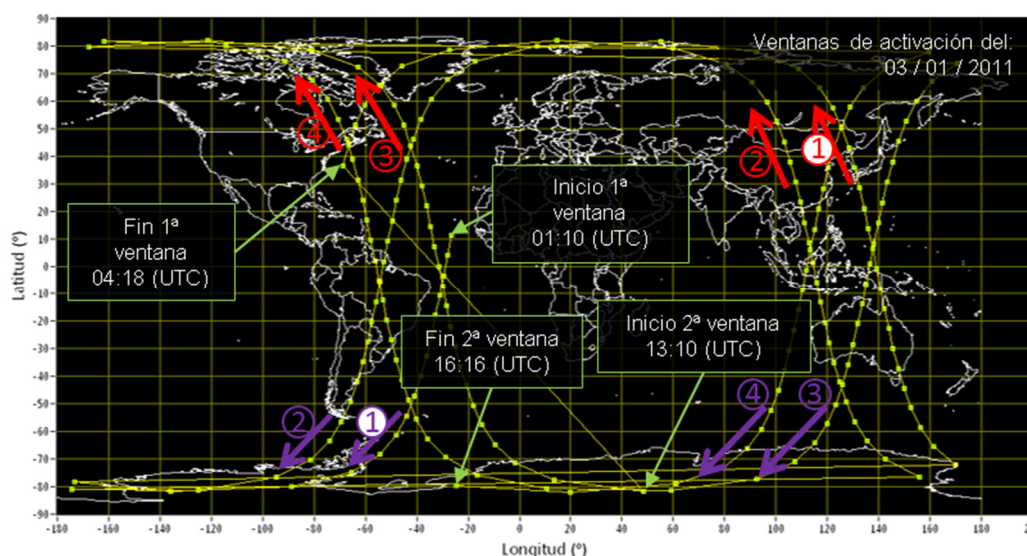 Ventanas de activación del:
03 / 01 / 2011
90
80
70
60
50
40
30
20
10
0
-10
-20
-30
-40
-50
-60
-70
-80
-90
Latitud (º)
④
③
②
①
Fin 1ª
ventana
04:18 (UTC)
Inicio 1ª
ventana
01:10 (UTC)
Fin 2ª ventana
16:16 (UTC)
Inicio 2ª ventana
13:10 (UTC)
②
①
④
③
-180 -160 -140 -120 -100 -80 -60 -40 -20 0 20 40 60 80 100 120 140 160 180
Longitud (º)